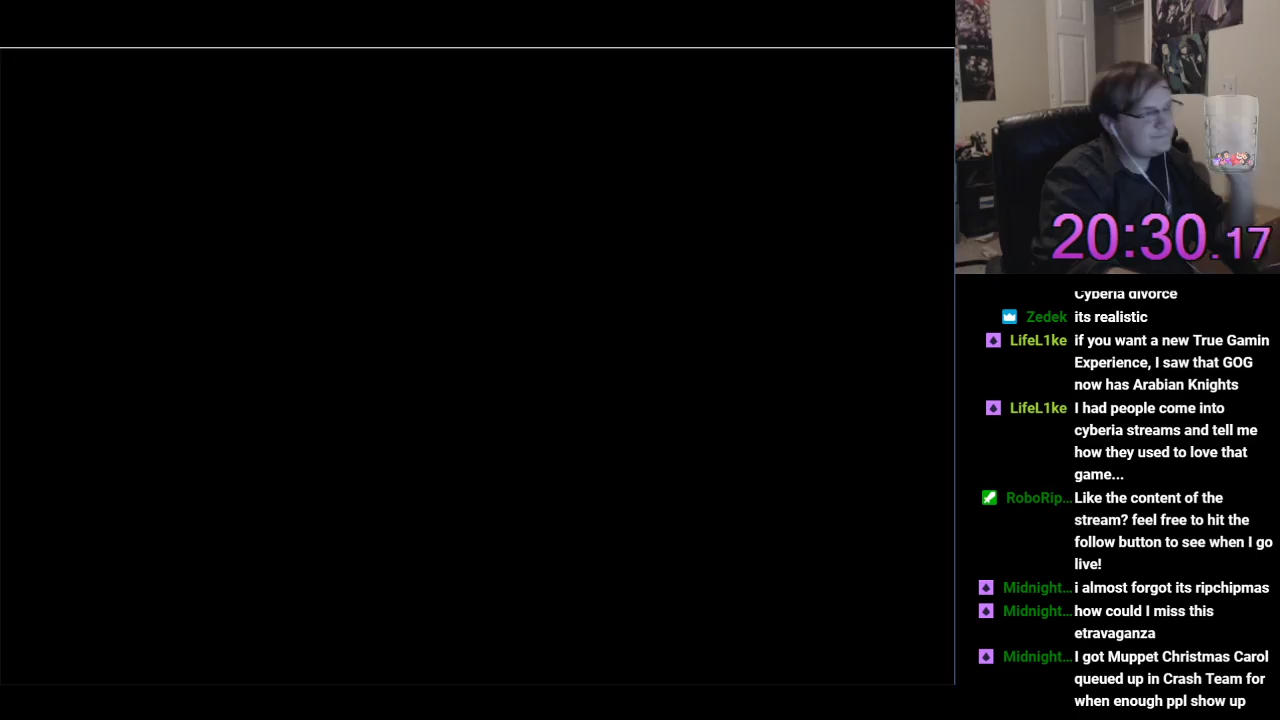 20:30.17
Cyberia divorce
Zedek its realistic
LifeL1ke if you want a new True Gamin
Experience, I saw that GOG
now has Arabian Knights
LifeL1ke I had people come into
cyberia streams and tell me
how they used to love that
game...
RoboRip... Like the content of the
stream? feel free to hit the
follow button to see when I go
live!
Midnight... i almost forgot its ripchipmas
Midnight... how could I miss this
etravaganza
Midnight... I got Muppet Christmas Carol
queued up in Crash Team for
when enough ppl show up